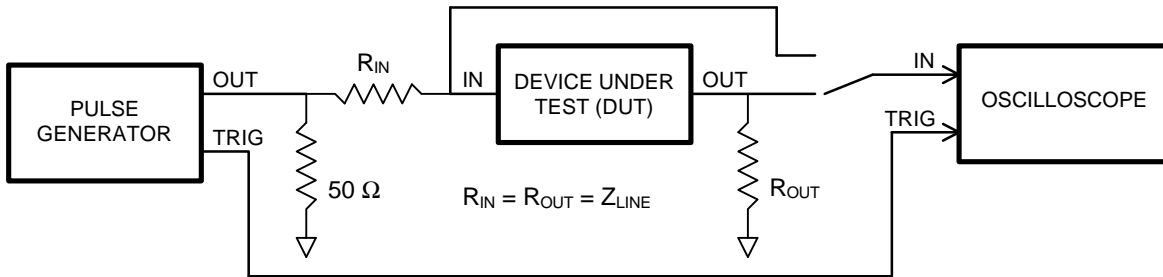 PULSE
GENERATOR
OUT
TRIG
R_IN
50 Ω
IN
DEVICE UNDER
TEST (DUT)
OUT
R_IN = R_OUT = Z_LINE
R_OUT
IN
TRIG
OSCILLOSCOPE